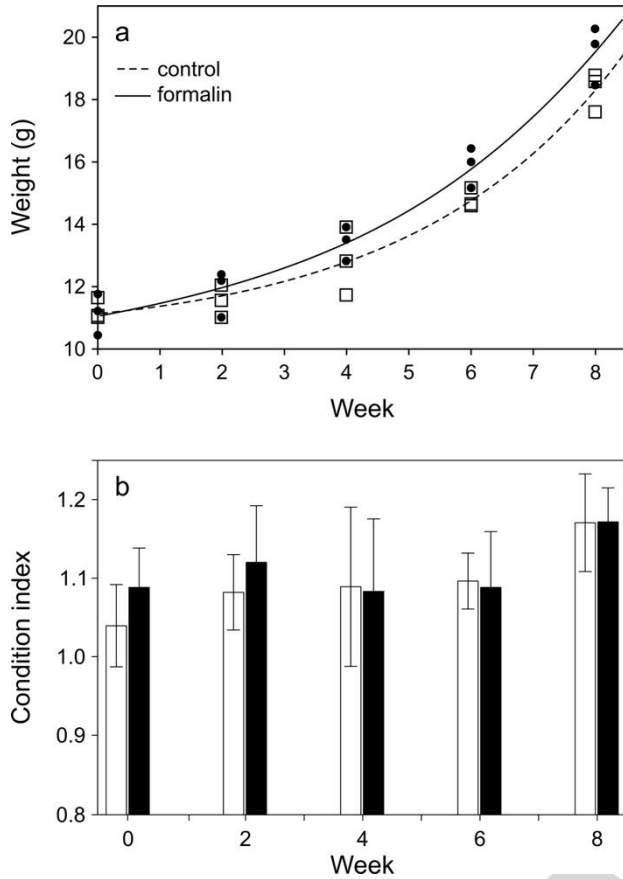 a
control
formalin
Weight (g)
20
18
16
14
12
10
0 1 2 3 4 5 6 7 8
Week
b
Condition index
1.2
1.1
1.0
0.9
0.8
0 2 4 6 8
Week